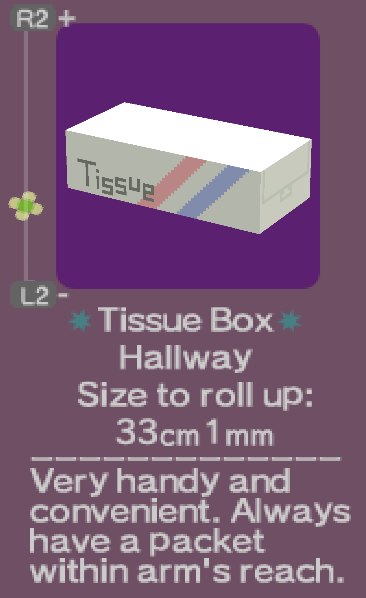 R2 +
Tissue
L2 -
Tissue Box
Hallway
Size to roll up:
33cm 1mm
Very handy and
convenient. Always
have a packet
within arm's reach.